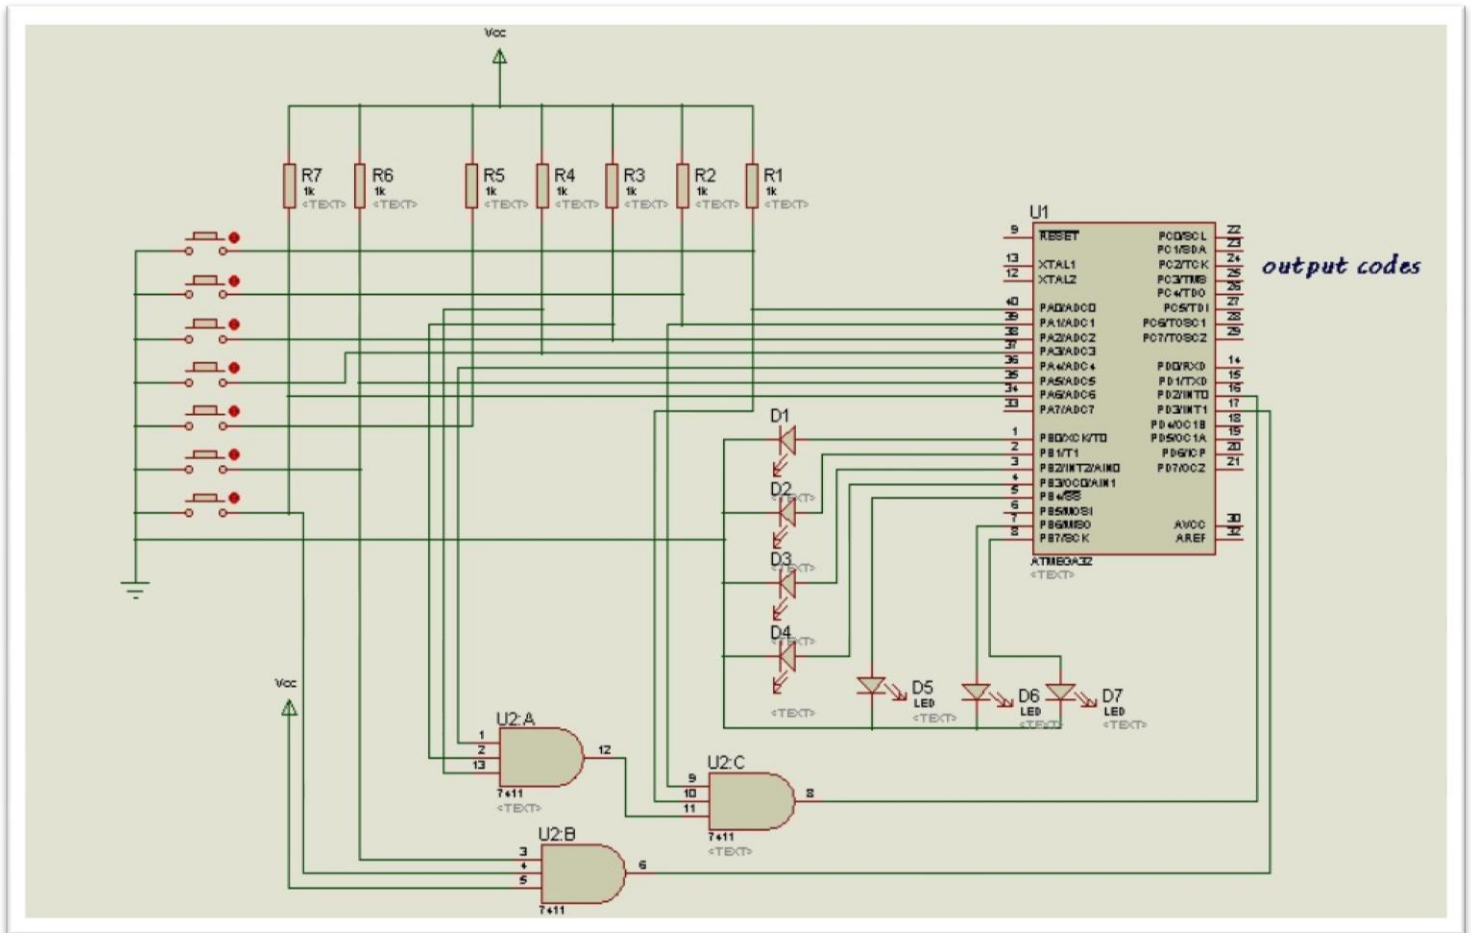 Vcc
R7
1k
<TEXT>
R6
1k
<TEXT>
R5
1k
<TEXT>
R4
1k
<TEXT>
R3
1k
<TEXT>
R2
1k
<TEXT>
R1
1k
<TEXT>
U1
9 RESET
13 XTAL1
12 XTAL2
40 PA0/ADC0
39 PA1/ADC1
38 PA2/ADC2
37 PA3/ADC3
36 PA4/ADC4
35 PA5/ADC5
34 PA6/ADC6
33 PA7/ADC7
1 PB0/XCK/T0
2 PB1/T1
3 PB2/INT2/AIN0
4 PB3/OC0/AIN1
5 PB4/SS
6 PB5/MOSI
7 PB6/MISO
8 PB7/SCK
PC0/SCL 22
PC1/SDA 23
PC2/TCK 24
PC3/TMS 25
PC4/TDO 26
PC5/TDI 27
PC6/TOSC1 28
PC7/TOSC2 29
PD0/RXD 14
PD1/TXD 15
PD2/INT0 16
PD3/INT1 17
PD4/OC1B 18
PD5/OC1A 19
PD6/ICP 20
PD7/OC2 21
AVCC 30
AREF 32
ATMEGA32
<TEXT>
output codes
D1
<TEXT>
D2
<TEXT>
D3
<TEXT>
D4
<TEXT>
D5
LED
<TEXT>
D6
LED
<TEXT>
D7
LED
<TEXT>
Vcc
U2:A
1
2
13
12
7411
<TEXT>
U2:C
9
10
11
8
7411
<TEXT>
U2:B
3
4
5
6
7411